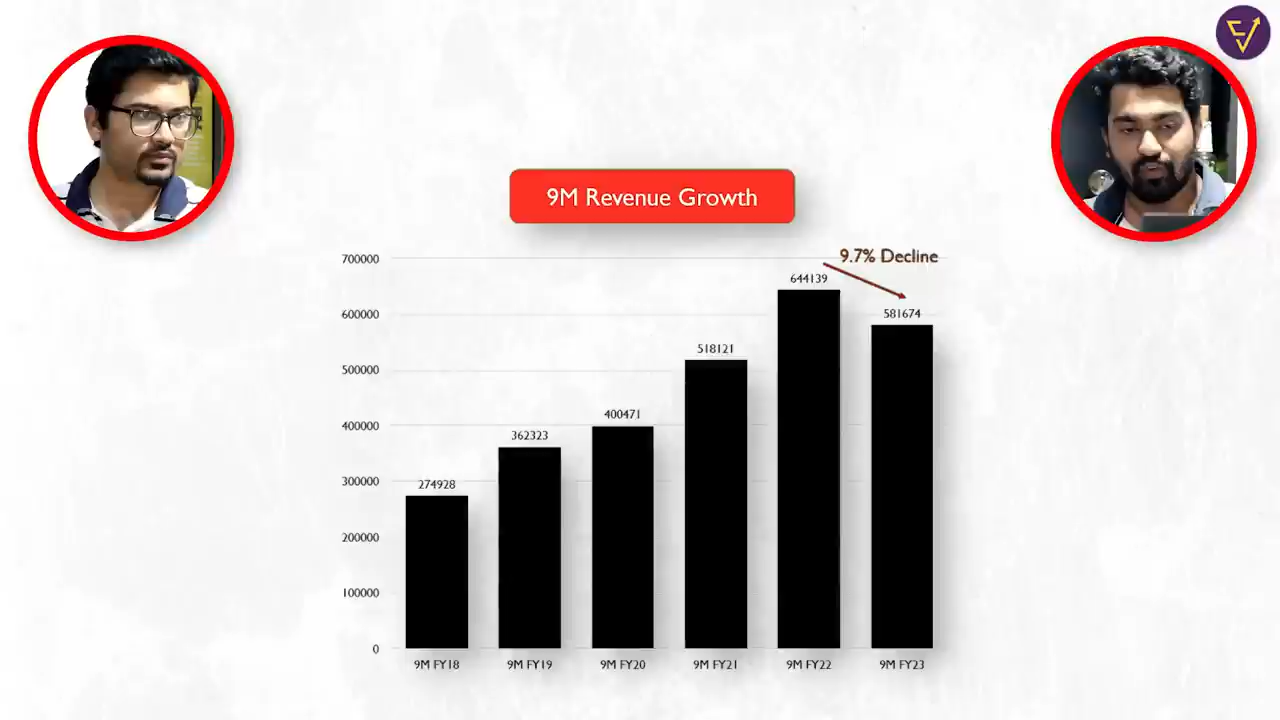 9M Revenue Growth
9.7% Decline
700000
600000
500000
400000
300000
200000
100000
0
274928
362323
400471
518121
644139
581674
9M FY18
9M FY19
9M FY20
9M FY21
9M FY22
9M FY23